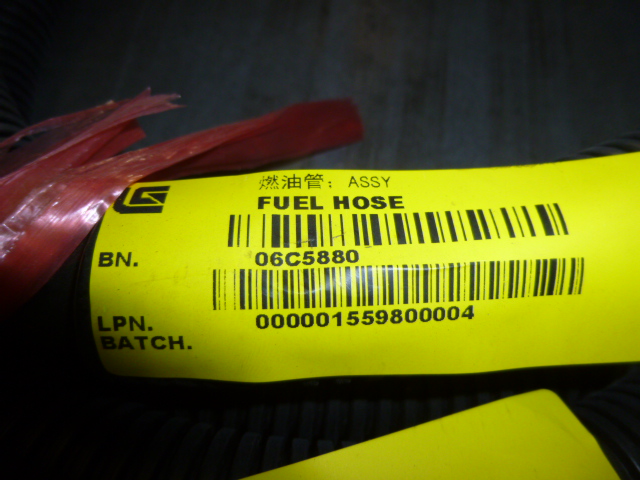 燃油管: ASSY
FUEL HOSE
BN. 06C5880
LPN. 000001559800004
BATCH.